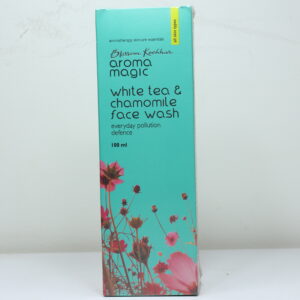 aromatherapy skincare essentials
all skin types
Blossom Kochhar
aroma
magic
white tea &
chamomile
face wash
everyday pollution
defence
100 ml